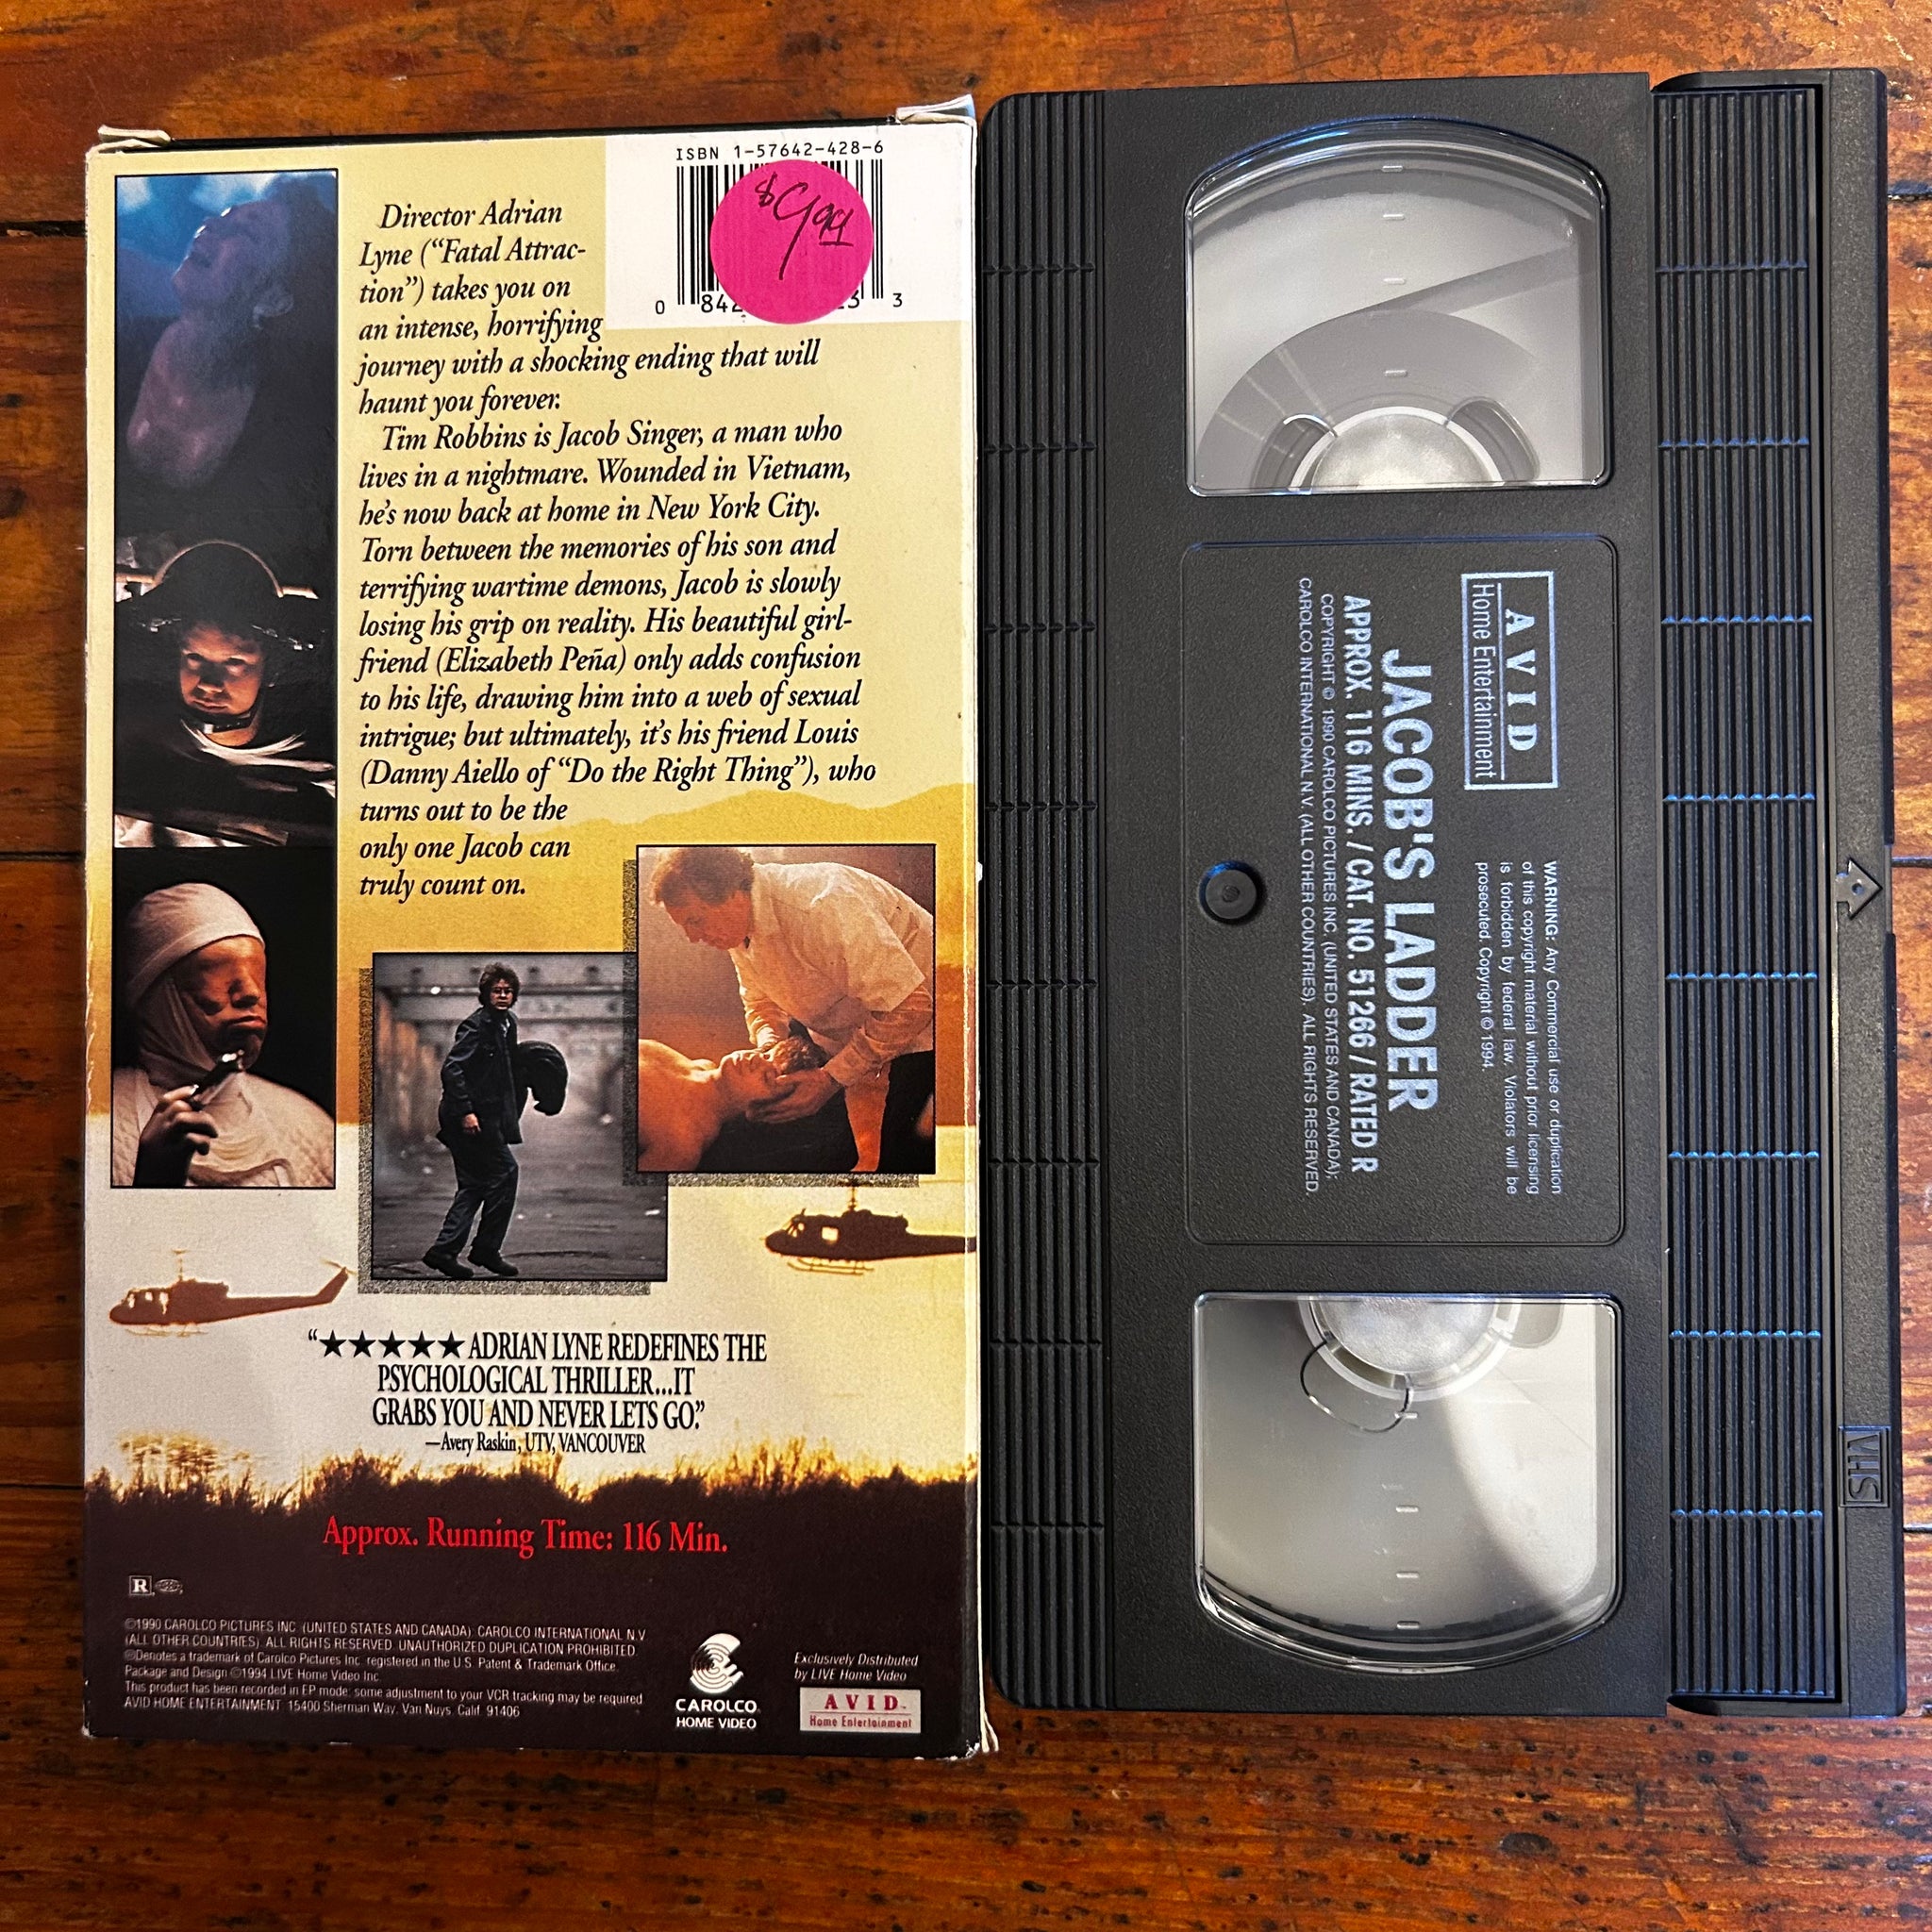 ISBN 1-57642-428-6
$9.99
0 84 3 3
Director Adrian
Lyne (“Fatal Attrac-
tion”) takes you on
an intense, horrifying
journey with a shocking ending that will
haunt you forever.
Tim Robbins is Jacob Singer, a man who
lives in a nightmare. Wounded in Vietnam,
he’s now back at home in New York City.
Torn between the memories of his son and
terrifying wartime demons, Jacob is slowly
losing his grip on reality. His beautiful girl-
friend (Elizabeth Peña) only adds confusion
to his life, drawing him into a web of sexual
intrigue; but ultimately, it’s his friend Louis
(Danny Aiello of “Do the Right Thing”), who
turns out to be the
only one Jacob can
truly count on.
“★★★★★ ADRIAN LYNE REDEFINES THE
PSYCHOLOGICAL THRILLER...IT
GRABS YOU AND NEVER LETS GO.”
—Avery Raskin, UTV, VANCOUVER
Approx. Running Time: 116 Min.
R
©1990 CAROLCO PICTURES INC. (UNITED STATES AND CANADA) CAROLCO INTERNATIONAL N.V.
(ALL OTHER COUNTRIES). ALL RIGHTS RESERVED. UNAUTHORIZED DUPLICATION PROHIBITED.
®Denotes a trademark of Carolco Pictures Inc. registered in the U.S. Patent & Trademark Office.
Package and Design ©1994 LIVE Home Video Inc.
This product has been recorded in EP mode: some adjustment to your VCR tracking may be required
AVID HOME ENTERTAINMENT 15400 Sherman Way, Van Nuys, Calif. 91406
CAROLCO
HOME VIDEO
Exclusively Distributed
by LIVE Home Video
AVID™
Home Entertainment
AVID
Home Entertainment
WARNING: Any Commercial use or duplication
of this copyright material without prior licensing
is forbidden by federal law. Violators will be
prosecuted. Copyright © 1994.
JACOB'S LADDER
APPROX. 116 MINS. / CAT. NO. 51266 / RATED R
COPYRIGHT © 1990 CAROLCO PICTURES INC. (UNITED STATES AND CANADA);
CAROLCO INTERNATIONAL N.V. (ALL OTHER COUNTRIES). ALL RIGHTS RESERVED.
VHS